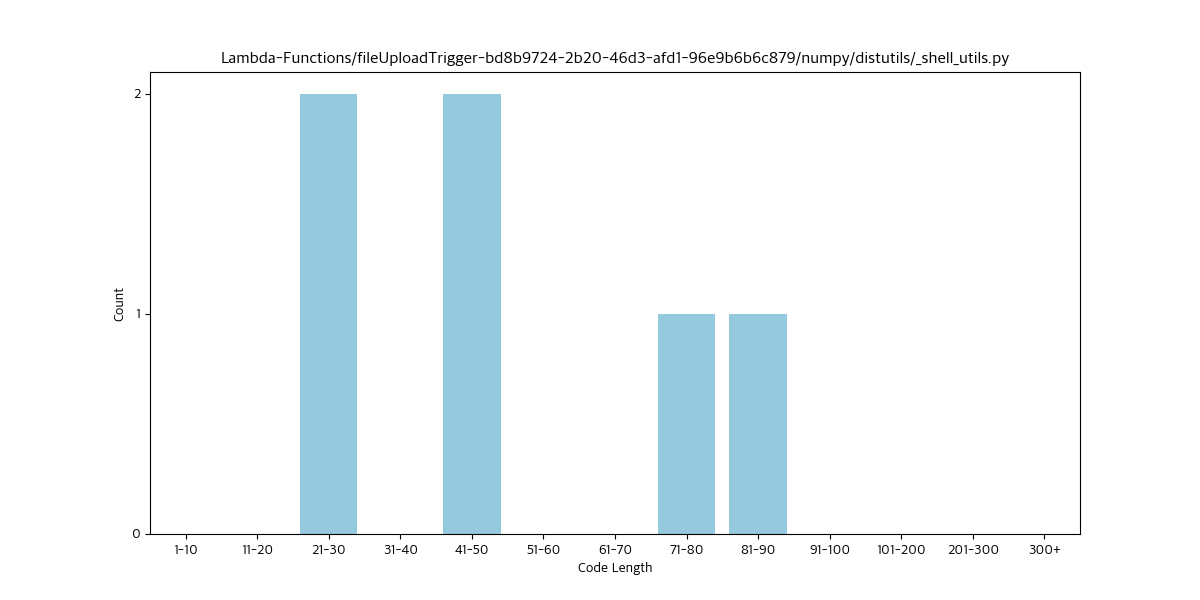 Lambda-Functions/fileUploadTrigger-bd8b9724-2b20-46d3-afd1-96e9b6b6c879/numpy/distutils/_shell_utils.py
2
1
0
Count
1-10 11-20 21-30 31-40 41-50 51-60 61-70 71-80 81-90 91-100 101-200 201-300 300+
Code Length